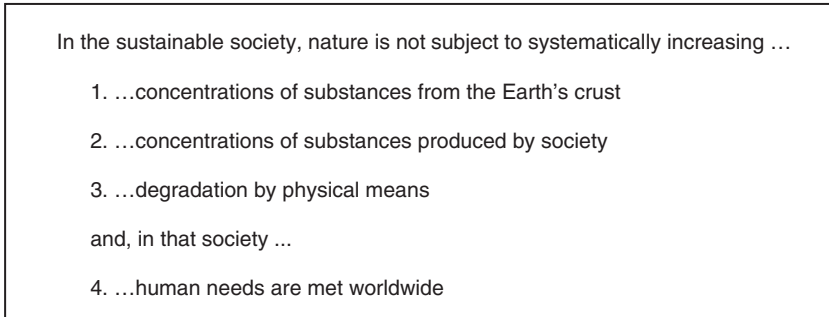 In the sustainable society, nature is not subject to systematically increasing …
1. …concentrations of substances from the Earth’s crust
2. …concentrations of substances produced by society
3. …degradation by physical means
and, in that society ...
4. …human needs are met worldwide